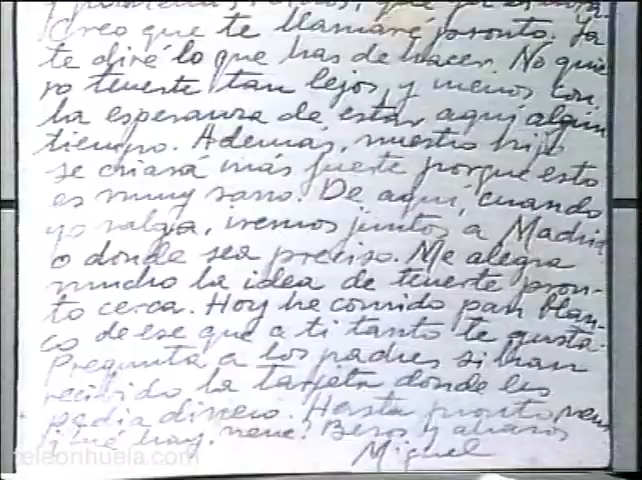 Creo que te llamaré pronto. Ya
te diré lo que has de hacer. No quie
ro tenerte tan lejos, y menos con
la esperanza de estar aquí algún
tiempo. Además, nuestro hijo
se criará más fuerte porque esto
es muy sano. De aquí, cuando
yo salga, iremos juntos a Madrid
o donde sea preciso. Me alegra
mucho la idea de tenerte pron-
to cerca. Hoy he comido pan blan-
co de ese que a ti tanto te gusta.
Pregunta a los padres si han
recibido la tarjeta donde les
pedía dinero. Hasta pronto,
¿Qué hay, nene? Besos y abrazos
Miguel
teleorihuela.com